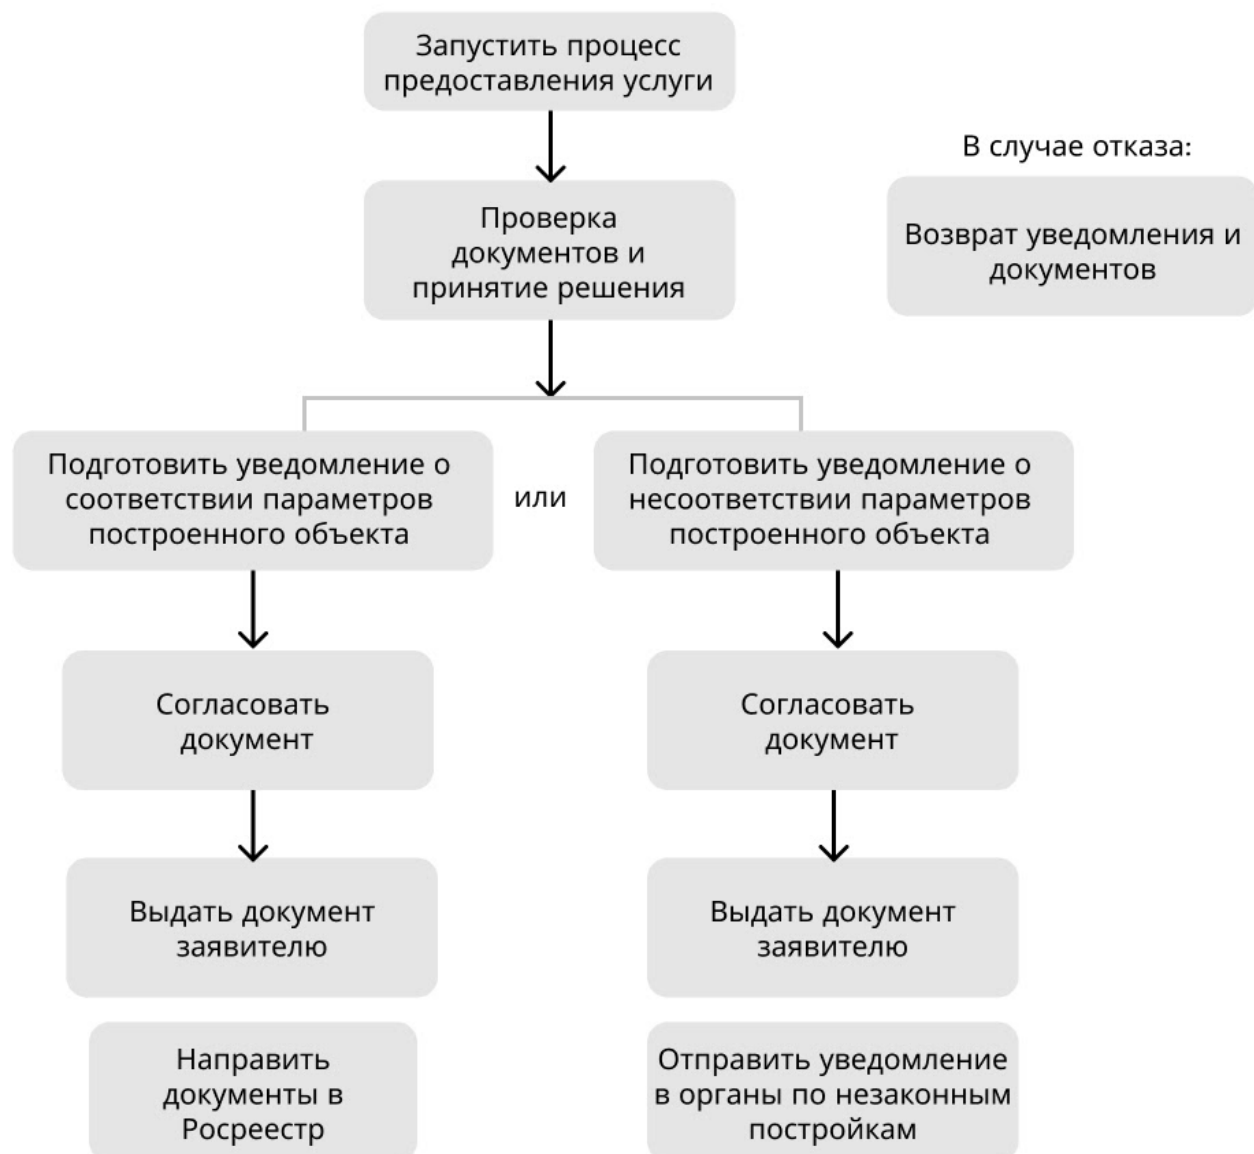 Запустить процесс
предоставления услуги
В случае отказа:
Проверка
документов и
принятие решения
Возврат уведомления и
документов
Подготовить уведомление о
соответствии параметров
построенного объекта
или
Подготовить уведомление о
несоответствии параметров
построенного объекта
Согласовать
документ
Согласовать
документ
Выдать документ
заявителю
Выдать документ
заявителю
Направить
документы в
Росреестр
Отправить уведомление
в органы по незаконным
постройкам